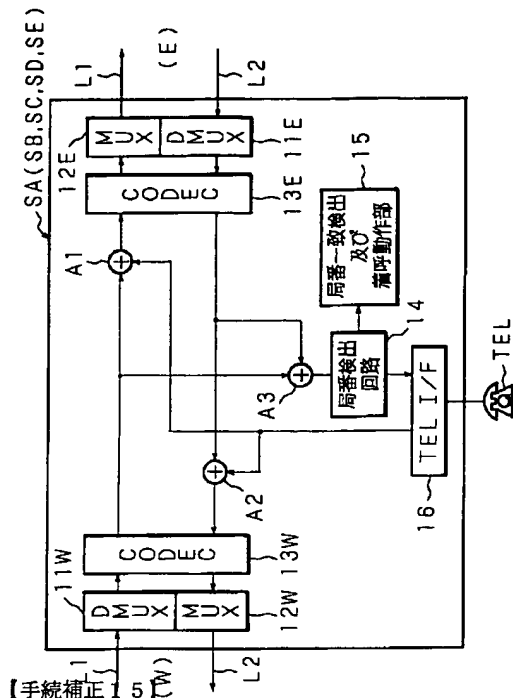 SA(SB,SC,SD,SE)
L1
(E)
L2
12E
MUX
DMUX
11E
CODEC
13E
A1
15
局番一致検出
及び
着呼動作部
14
局番検出
回路
A3
A2
TEL I/F
16
TEL
CODEC
13W
11W
DMUX
MUX
12W
L1
(W)
L2
【手続補正15】